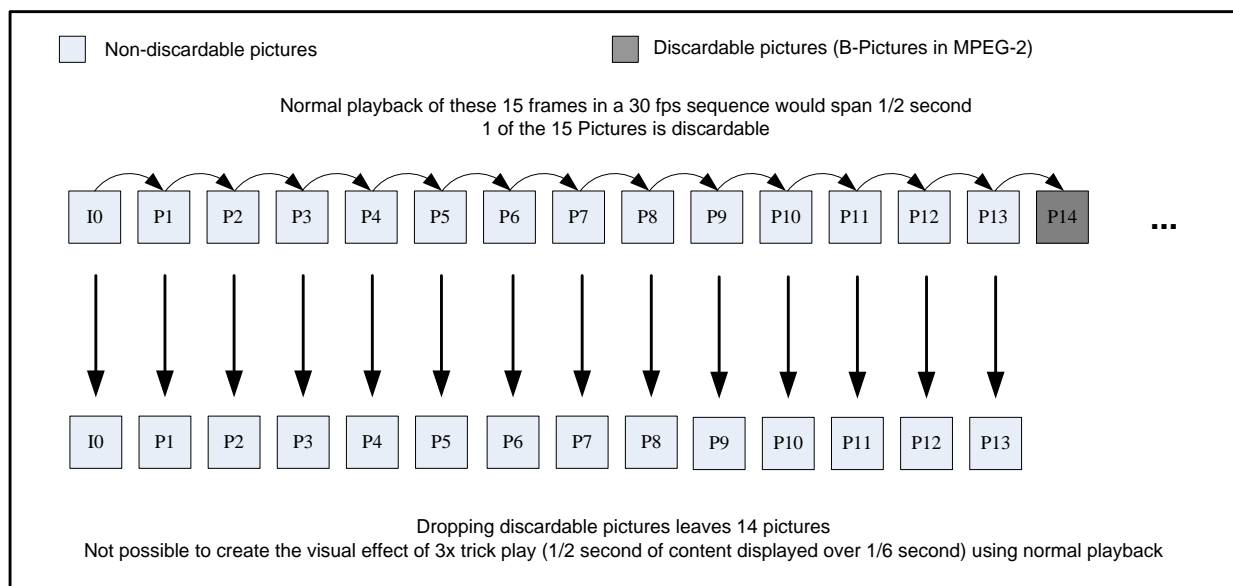 Non-discardable pictures
Discardable pictures (B-Pictures in MPEG-2)
Normal playback of these 15 frames in a 30 fps sequence would span 1/2 second
1 of the 15 Pictures is discardable
I0 P1 P2 P3 P4 P5 P6 P7 P8 P9 P10 P11 P12 P13 P14 ...
I0 P1 P2 P3 P4 P5 P6 P7 P8 P9 P10 P11 P12 P13
Dropping discardable pictures leaves 14 pictures
Not possible to create the visual effect of 3x trick play (1/2 second of content displayed over 1/6 second) using normal playback